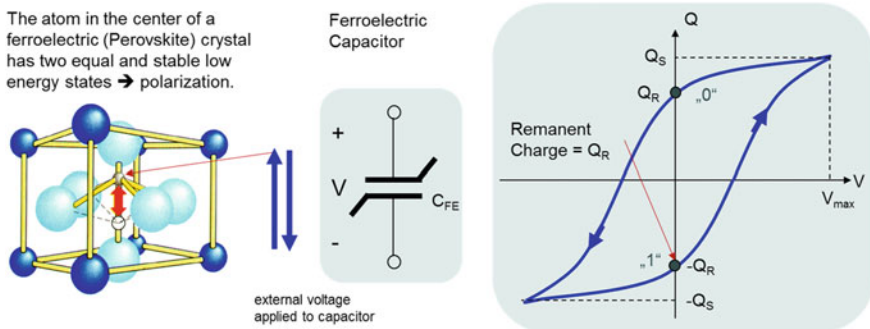 The atom in the center of a
ferroelectric (Perovskite) crystal
has two equal and stable low
energy states ➔ polarization.
Ferroelectric
Capacitor
+
V
-
C_FE
external voltage
applied to capacitor
Q
Q_S
Q_R
„0“
Remanent
Charge = Q_R
V
V_max
„1“
-Q_R
-Q_S